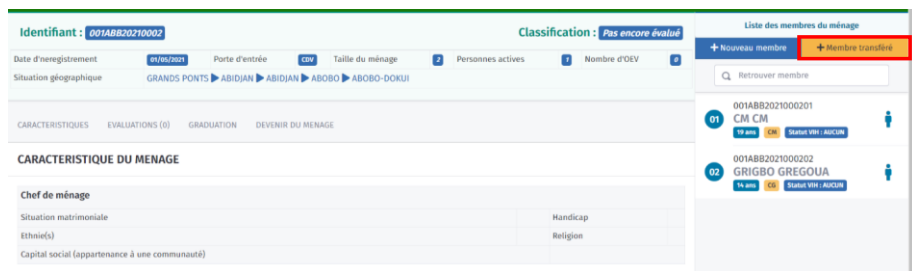 Identifiant : 001ABB20210002 Classification : Pas encore évalué
Date d'neregistrement 01/05/2021 Porte d'entrée CDV Taille du ménage 2 Personnes actives 1 Nombre d'OEV 0
Situation géographique GRANDS PONTS ▶ ABIDJAN ▶ ABIDJAN ▶ ABOBO ▶ ABOBO-DOKUI
CARACTERISTIQUES EVALUATIONS (0) GRADUATION DEVENIR DU MENAGE
CARACTERISTIQUE DU MENAGE
Chef de ménage
Situation matrimoniale Handicap
Ethnie(s) Religion
Capital social (appartenance à une communauté)
Liste des membres du ménage
+ Nouveau membre + Membre transféré
Retrouver membre
01 001ABB2021000201
CM CM
19 ans CM Statut VIH : AUCUN
02 001ABB2021000202
GRIGBO GREGOUA
14 ans CG Statut VIH : AUCUN